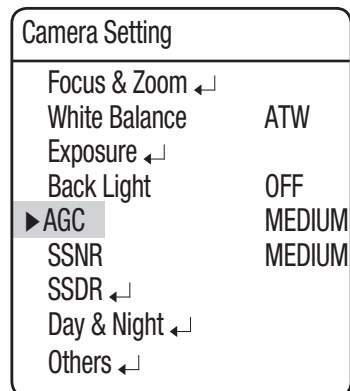 Camera Setting
Focus & Zoom ↵
White Balance ATW
Exposure ↵
Back Light OFF
▶AGC MEDIUM
SSNR MEDIUM
SSDR ↵
Day & Night ↵
Others ↵